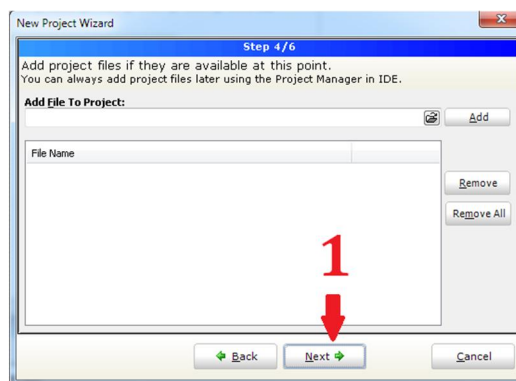 New Project Wizard
Step 4/6
Add project files if they are available at this point.
You can always add project files later using the Project Manager in IDE.
Add File To Project:
Add
File Name
Remove
Remove All
1
Back
Next
Cancel